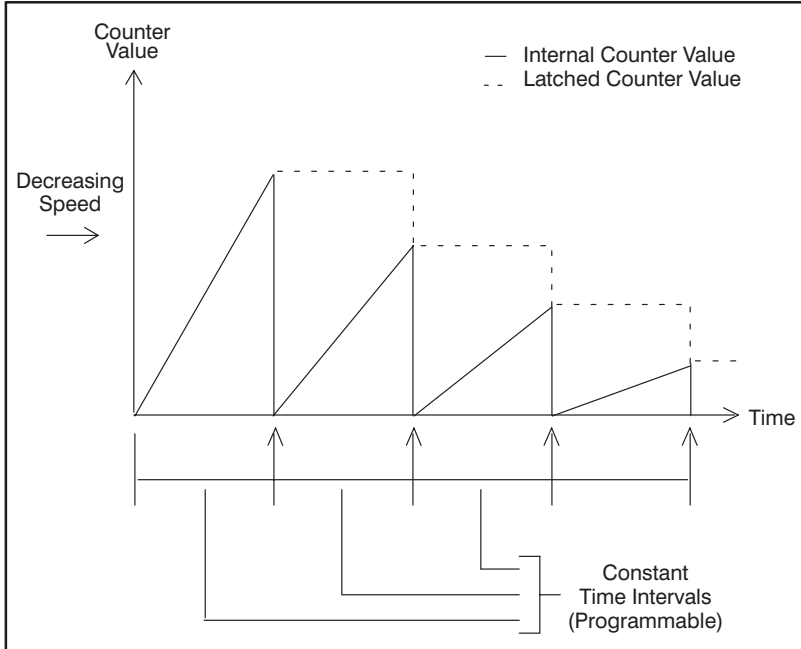 Counter
Value
Internal Counter Value
Latched Counter Value
Decreasing
Speed
Time
Constant
Time Intervals
(Programmable)